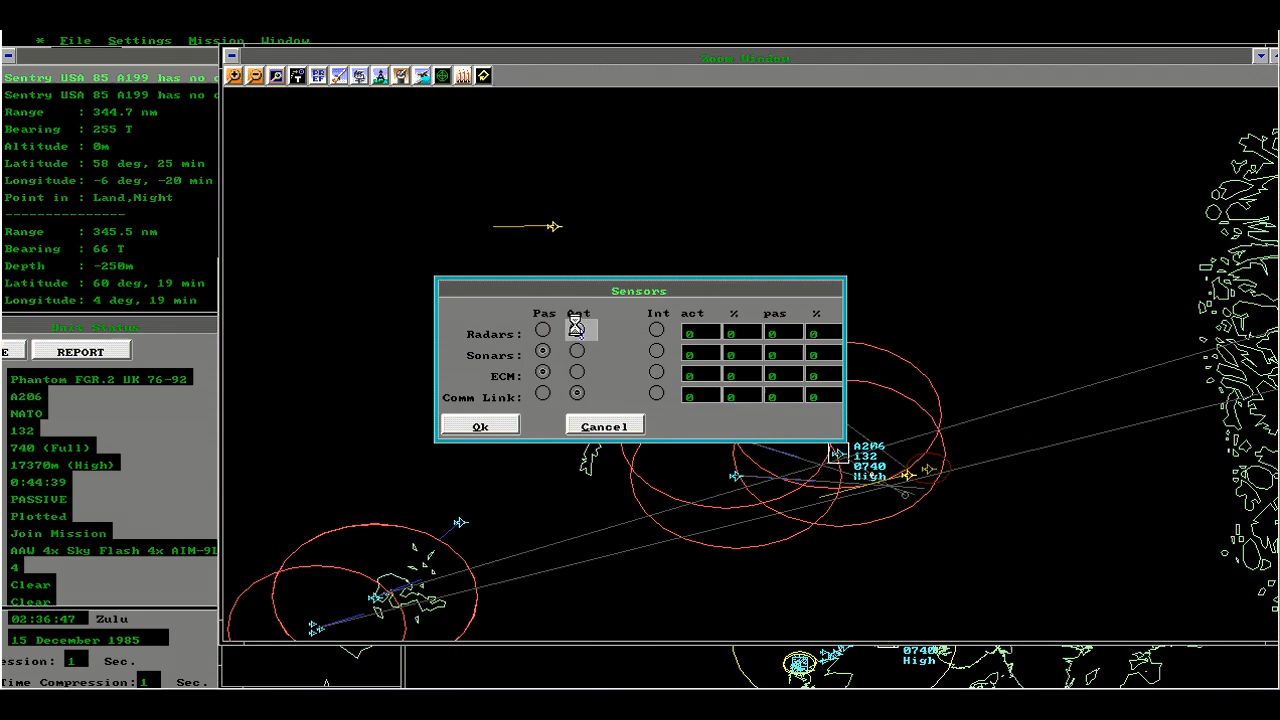 * File Settings Mission Window
Zoom Window
Sentry USA 85 A199 has no
Sentry USA 85 A199 has no
Range : 344.7 nm
Bearing : 255 T
Altitude : 0m
Latitude : 58 deg, 25 min
Longitude: -6 deg, -20 min
Point in : Land,Night
---------------
Range : 345.5 nm
Bearing : 66 T
Depth : -250m
Latitude : 60 deg, 19 min
Longitude: 4 deg, 19 min
Unit Status
E REPORT
Phantom FGR.2 UK 76-92
A206
NATO
132
740 (Full)
17370m (High)
0:44:39
PASSIVE
Plotted
Join Mission
AAW 4x Sky Flash 4x AIM-9L
4
Clear
Clear
02:36:47 Zulu
15 December 1985
ession: 1 Sec.
Time Compression: 1 Sec.
Sensors
Pas Act Int act % pas %
Radars: 0 0 0 0
Sonars: 0 0 0 0
ECM: 0 0 0 0
Comm Link: 0 0 0 0
Ok Cancel
A206
132
0740
High
0740
High